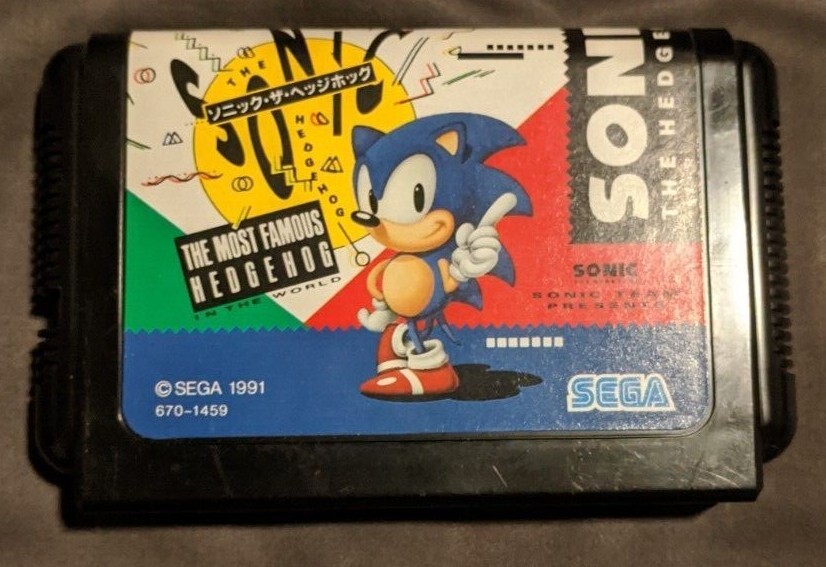 THE
SONIC
ソニック・ザ・ヘッジホッグ
HEDGEHOG
THE MOST FAMOUS
HEDGEHOG
IN THE WORLD
SONI
THE HEDGE
SONIC
SONIC TEAM
PRESENTS
© SEGA 1991
670-1459
SEGA